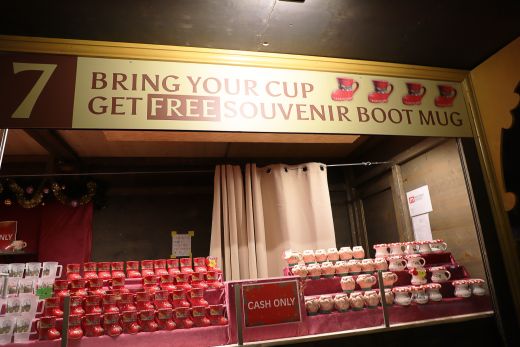 7
BRING YOUR CUP
GET FREE SOUVENIR BOOT MUG
CASH ONLY
ONLY